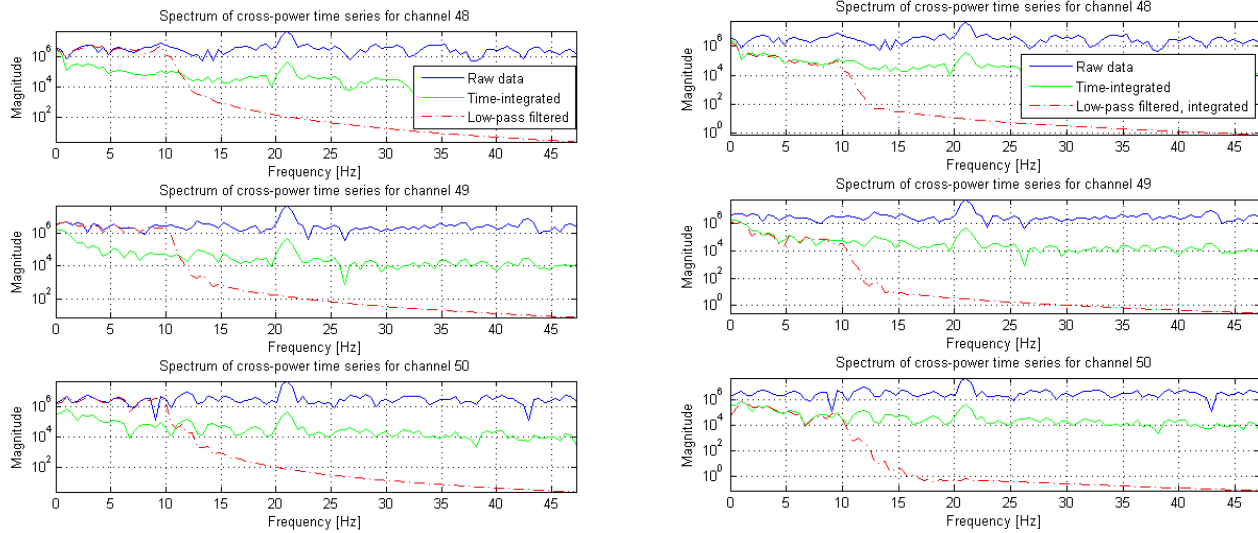 Spectrum of cross-power time series for channel 48
Magnitude
10^6
10^4
10^2
Raw data
Time-integrated
Low-pass filtered
0 5 10 15 20 25 30 35 40 45
Frequency [Hz]
Spectrum of cross-power time series for channel 49
Magnitude
10^6
10^4
10^2
0 5 10 15 20 25 30 35 40 45
Frequency [Hz]
Spectrum of cross-power time series for channel 50
Magnitude
10^6
10^4
10^2
0 5 10 15 20 25 30 35 40 45
Frequency [Hz]
Spectrum of cross-power time series for channel 48
Magnitude
10^6
10^4
10^2
10^0
Raw data
Time-integrated
Low-pass filtered, integrated
0 5 10 15 20 25 30 35 40 45
Frequency [Hz]
Spectrum of cross-power time series for channel 49
Magnitude
10^6
10^4
10^2
10^0
0 5 10 15 20 25 30 35 40 45
Frequency [Hz]
Spectrum of cross-power time series for channel 50
Magnitude
10^6
10^4
10^2
10^0
0 5 10 15 20 25 30 35 40 45
Frequency [Hz]